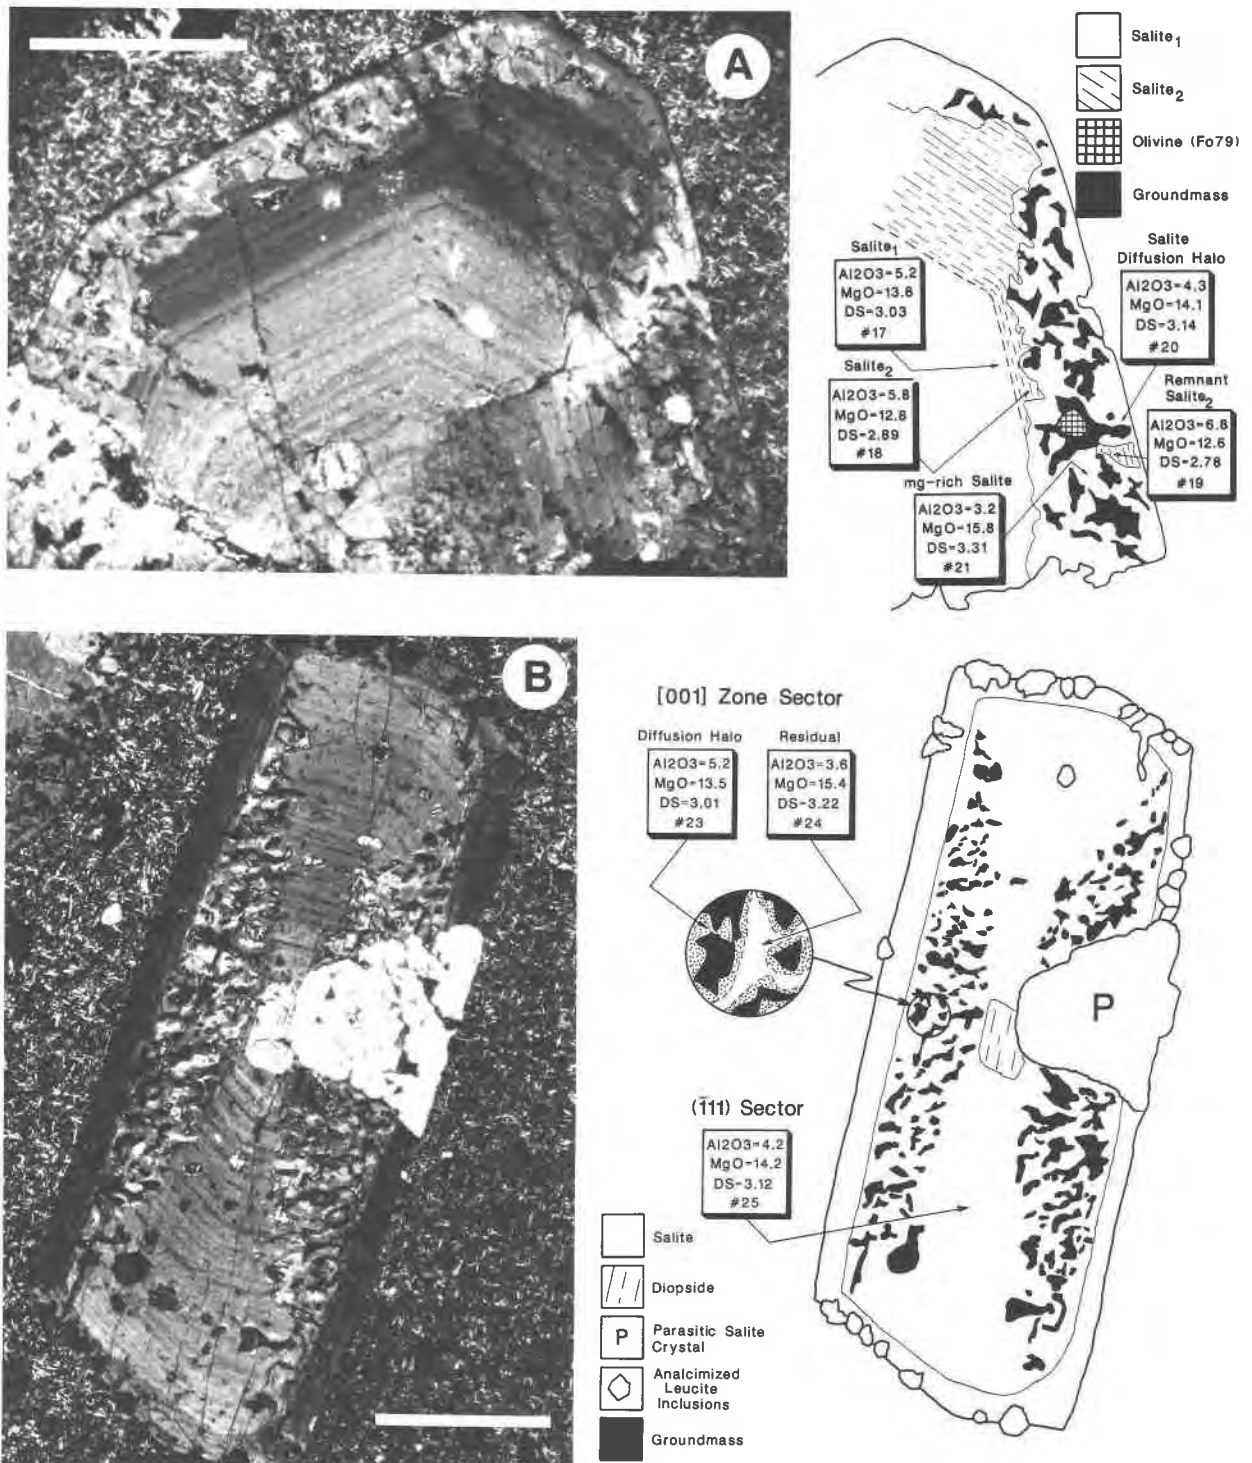 A
Salite1
Salite2
Olivine (Fo79)
Groundmass
Salite1
Al2O3=5.2
MgO=13.6
DS=3.03
#17
Salite
Diffusion Halo
Al2O3=4.3
MgO=14.1
DS=3.14
#20
Salite2
Al2O3=5.8
MgO=12.8
DS=2.89
#18
Remnant
Salite2
Al2O3=6.8
MgO=12.6
DS=2.76
#19
mg-rich Salite
Al2O3=3.2
MgO=15.8
DS=3.31
#21
B
[001] Zone Sector
Diffusion Halo
Al2O3=5.2
MgO=13.5
DS=3.01
#23
Residual
Al2O3=3.6
MgO=15.4
DS=3.22
#24
P
(1̄11) Sector
Al2O3=4.2
MgO=14.2
DS=3.12
#25
Salite
Diopside
P Parasitic Salite
Crystal
Analcimized
Leucite
Inclusions
Groundmass